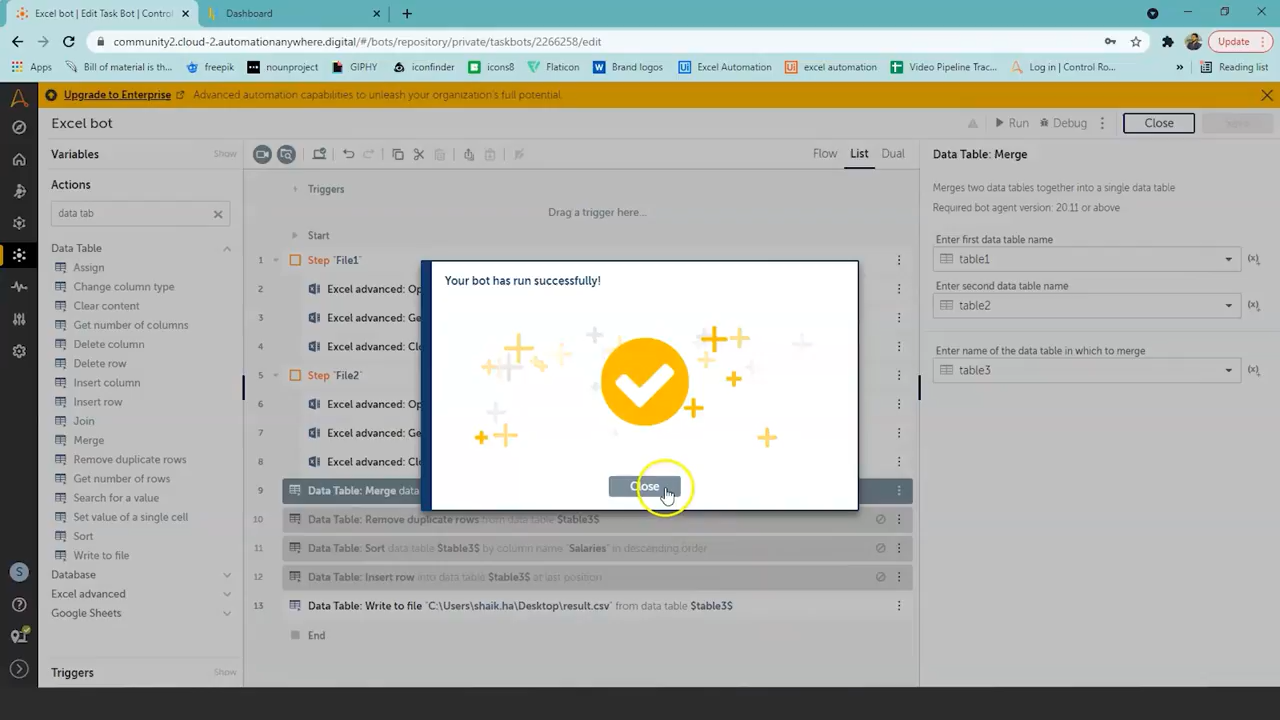 Excel bot | Edit Task Bot | Contro
Dashboard
community2.cloud-2.automationanywhere.digital/#/bots/repository/private/taskbots/2266258/edit
Update
Apps
Bill of material is th...
freepik
nounproject
GIPHY
iconfinder
icons8
Flaticon
Brand logos
Excel Automation
excel automation
Video Pipeline Trac...
Log in | Control Ro...
»
Reading list
Upgrade to Enterprise
Advanced automation capabilities to unleash your organization's full potential.
Excel bot
Run
Debug
Close
Variables
Show
Flow
List
Dual
Data Table: Merge
Actions
Triggers
Merges two data tables together into a single data table
Required bot agent version: 20.11 or above
data tab
Drag a trigger here...
Start
Enter first data table name
table1
Enter second data table name
table2
Enter name of the data table in which to merge
table3
Data Table
Assign
Change column type
Clear content
Get number of columns
Delete column
Delete row
Insert column
Insert row
Join
Merge
Remove duplicate rows
Get number of rows
Search for a value
Set value of a single cell
Sort
Write to file
Database
Excel advanced
Google Sheets
Triggers
Show
1 Step "File1"
2 Excel advanced: Op
3 Excel advanced: Ge
4 Excel advanced: Clo
5 Step "File2"
6 Excel advanced: Op
7 Excel advanced: Ge
8 Excel advanced: Clo
9 Data Table: Merge data
10 Data Table: Remove duplicate rows from data table $table3$
11 Data Table: Sort data table $table3$ by column name "Salaries" in descending order
12 Data Table: Insert row into data table $table3$ at last position
13 Data Table: Write to file "C:\Users\shaik.ha\Desktop\result.csv" from data table $table3$
End
Your bot has run successfully!
Close
S